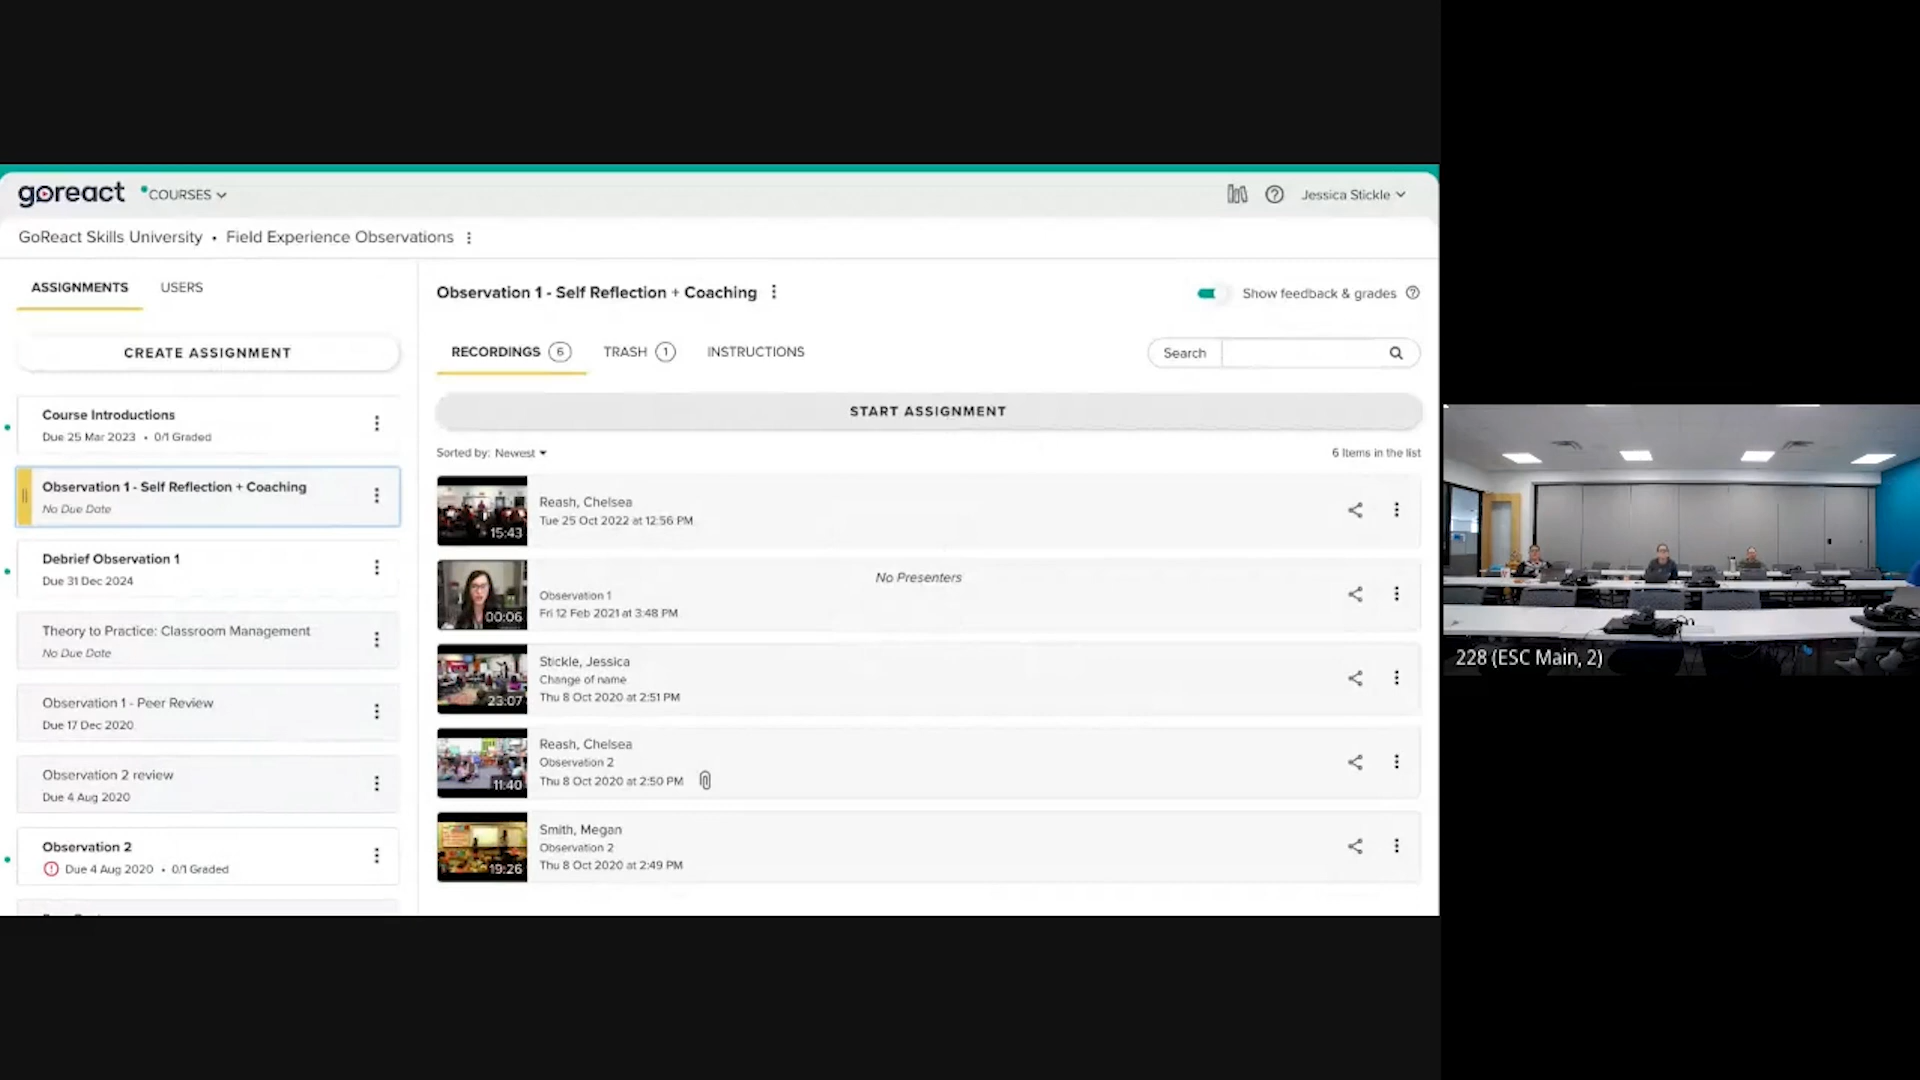 goreact
COURSES
Jessica Stickle
GoReact Skills University • Field Experience Observations
ASSIGNMENTS
USERS
CREATE ASSIGNMENT
Course Introductions
Due 25 Mar 2023 • 0/1 Graded
Observation 1 - Self Reflection + Coaching
No Due Date
Debrief Observation 1
Due 31 Dec 2024
Theory to Practice: Classroom Management
No Due Date
Observation 1 - Peer Review
Due 17 Dec 2020
Observation 2 review
Due 4 Aug 2020
Observation 2
Due 4 Aug 2020 • 0/1 Graded
Observation 1 - Self Reflection + Coaching
Show feedback & grades
RECORDINGS 6
TRASH 1
INSTRUCTIONS
Search
START ASSIGNMENT
Sorted by: Newest
6 Items in the list
15:43
Reash, Chelsea
Tue 25 Oct 2022 at 12:56 PM
00:06
No Presenters
Observation 1
Fri 12 Feb 2021 at 3:48 PM
23:07
Stickle, Jessica
Change of name
Thu 8 Oct 2020 at 2:51 PM
11:40
Reash, Chelsea
Observation 2
Thu 8 Oct 2020 at 2:50 PM
19:26
Smith, Megan
Observation 2
Thu 8 Oct 2020 at 2:49 PM
228 (ESC Main, 2)